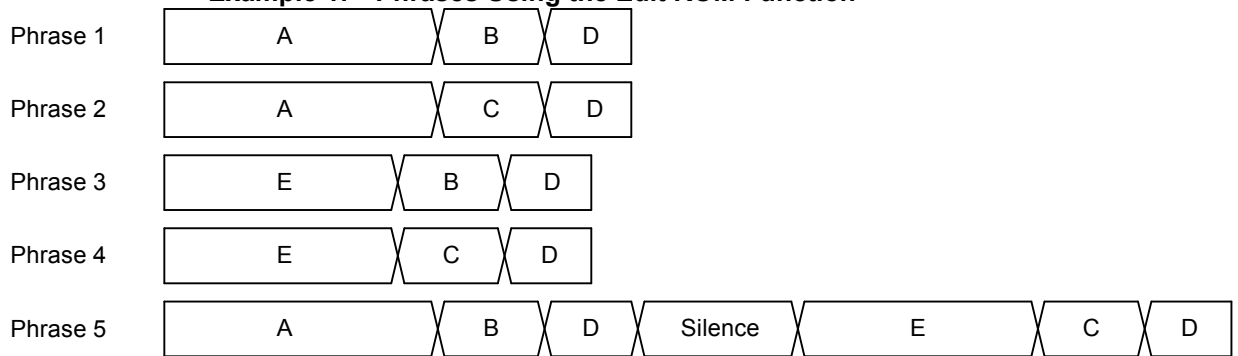 Phrase 1 A B D
Phrase 2 A C D
Phrase 3 E B D
Phrase 4 E C D
Phrase 5 A B D Silence E C D